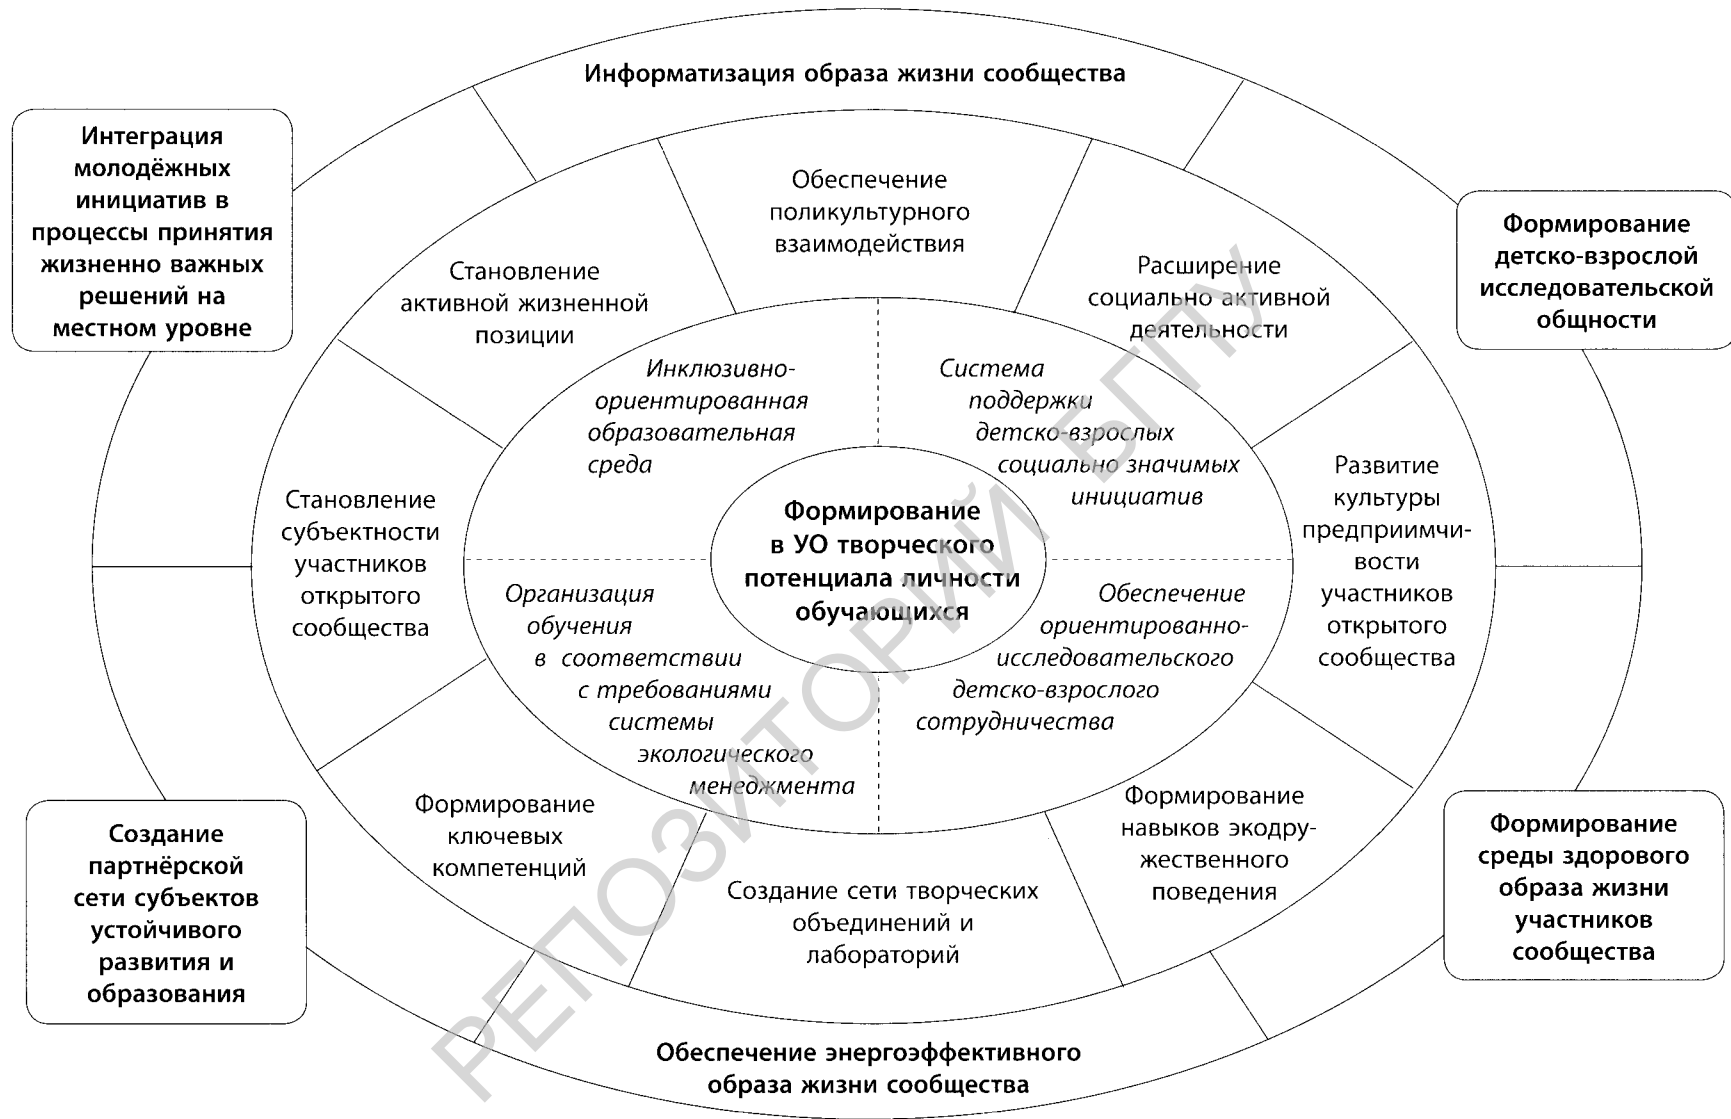 Информатизация образа жизни сообщества
Интеграция
молодёжных
инициатив в
процессы принятия
жизненно важных
решений на
местном уровне
Формирование
детско-взрослой
исследовательской
общности
Обеспечение
поликультурного
взаимодействия
Становление
активной жизненной
позиции
Расширение
социально активной
деятельности
Инклюзивно-
ориентированная
образовательная
среда
Система
поддержки
детско-взрослых
социально значимых
инициатив
Становление
субъектности
участников
открытого
сообщества
Формирование
в УО творческого
потенциала личности
обучающихся
Развитие
культуры
предприимчи-
вости
участников
открытого
сообщества
Организация
обучения
в соответствии
с требованиями
системы
экологического
менеджмента
Обеспечение
ориентированно-
исследовательского
детско-взрослого
сотрудничества
Формирование
ключевых
компетенций
Создание сети творческих
объединений и
лабораторий
Формирование
навыков экодру-
жественного
поведения
Создание
партнёрской
сети субъектов
устойчивого
развития и
образования
Формирование
среды здорового
образа жизни
участников
сообщества
Обеспечение энергоэффективного
образа жизни сообщества
РЕПОЗИТОРИЙ БГПУ